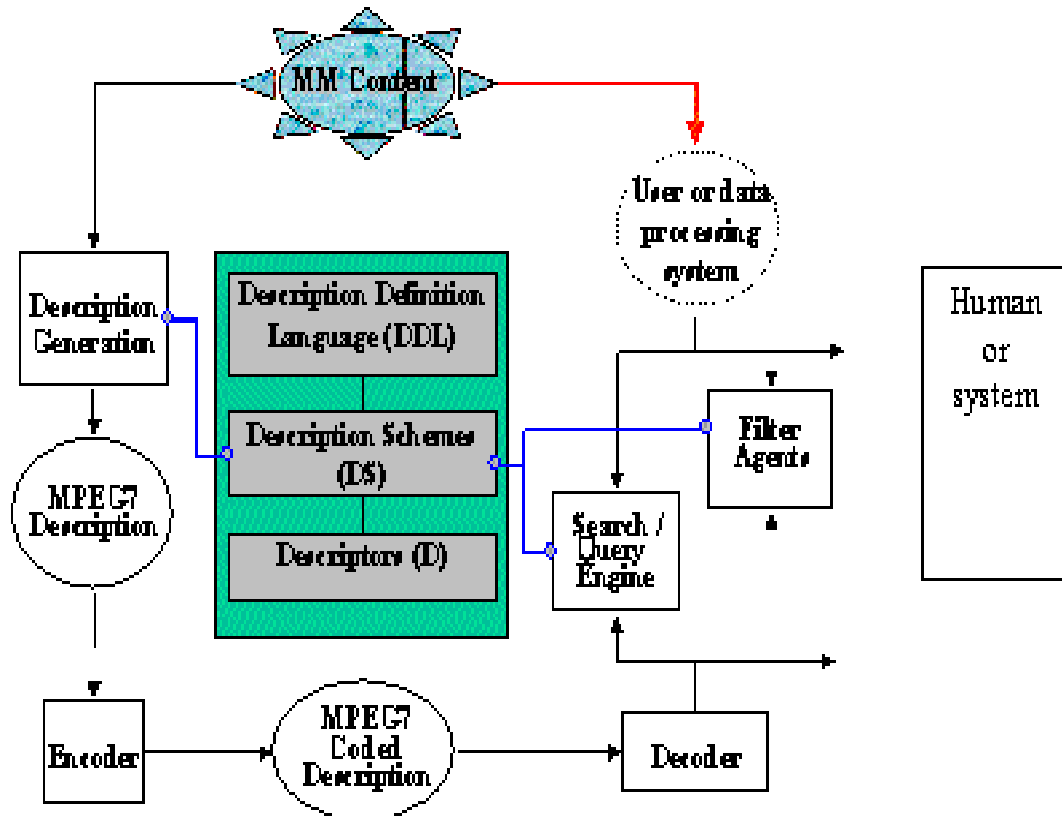 MM Content
User or data
processing
system
Description
Generation
Description Definition
Language (DDL)
Description Schemes
(DS)
Descriptors (D)
MPEG7
Description
Filter
Agents
Search /
Query
Engine
Human
or
system
Encoder
MPEG7
Coded
Description
Decoder